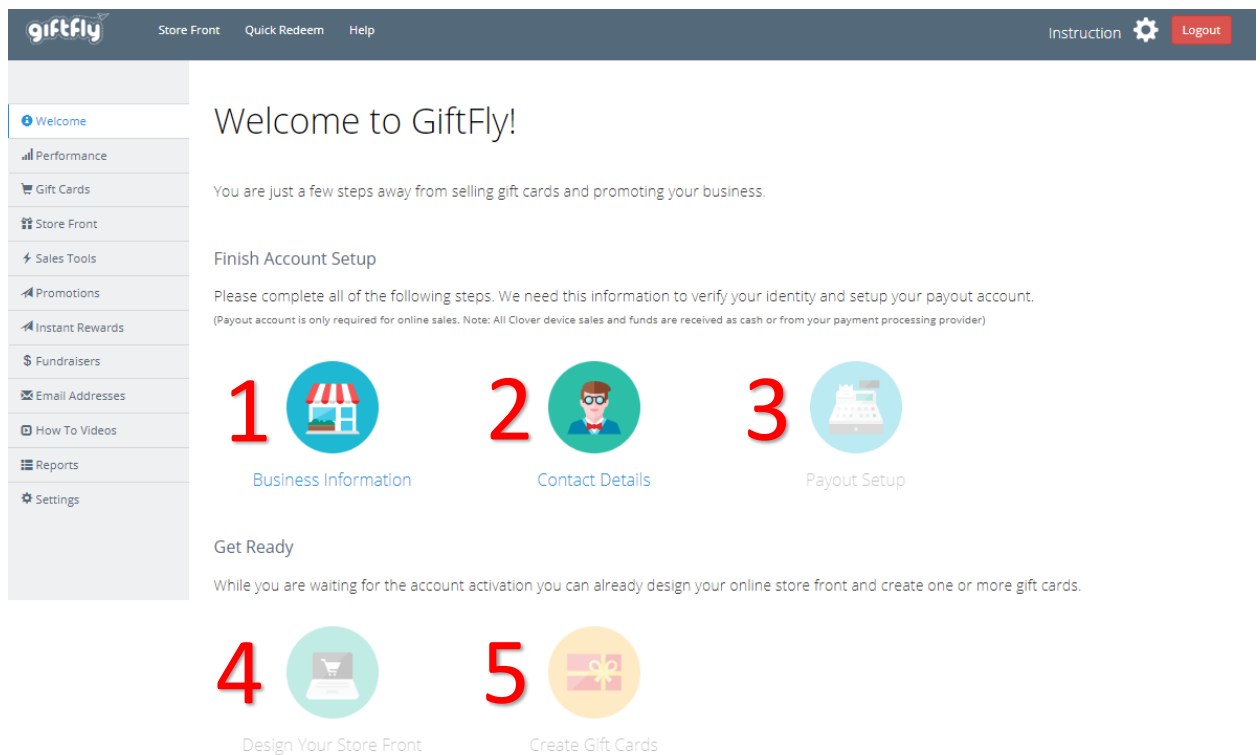 giftfly
Store Front Quick Redeem Help
Instruction Logout
Welcome
Performance
Gift Cards
Store Front
Sales Tools
Promotions
Instant Rewards
Fundraisers
Email Addresses
How To Videos
Reports
Settings
Welcome to GiftFly!
You are just a few steps away from selling gift cards and promoting your business.
Finish Account Setup
Please complete all of the following steps. We need this information to verify your identity and setup your payout account.
(Payout account is only required for online sales. Note: All Clover device sales and funds are received as cash or from your payment processing provider)
1 2 3
Business Information Contact Details Payout Setup
Get Ready
While you are waiting for the account activation you can already design your online store front and create one or more gift cards.
4 5
Design Your Store Front Create Gift Cards